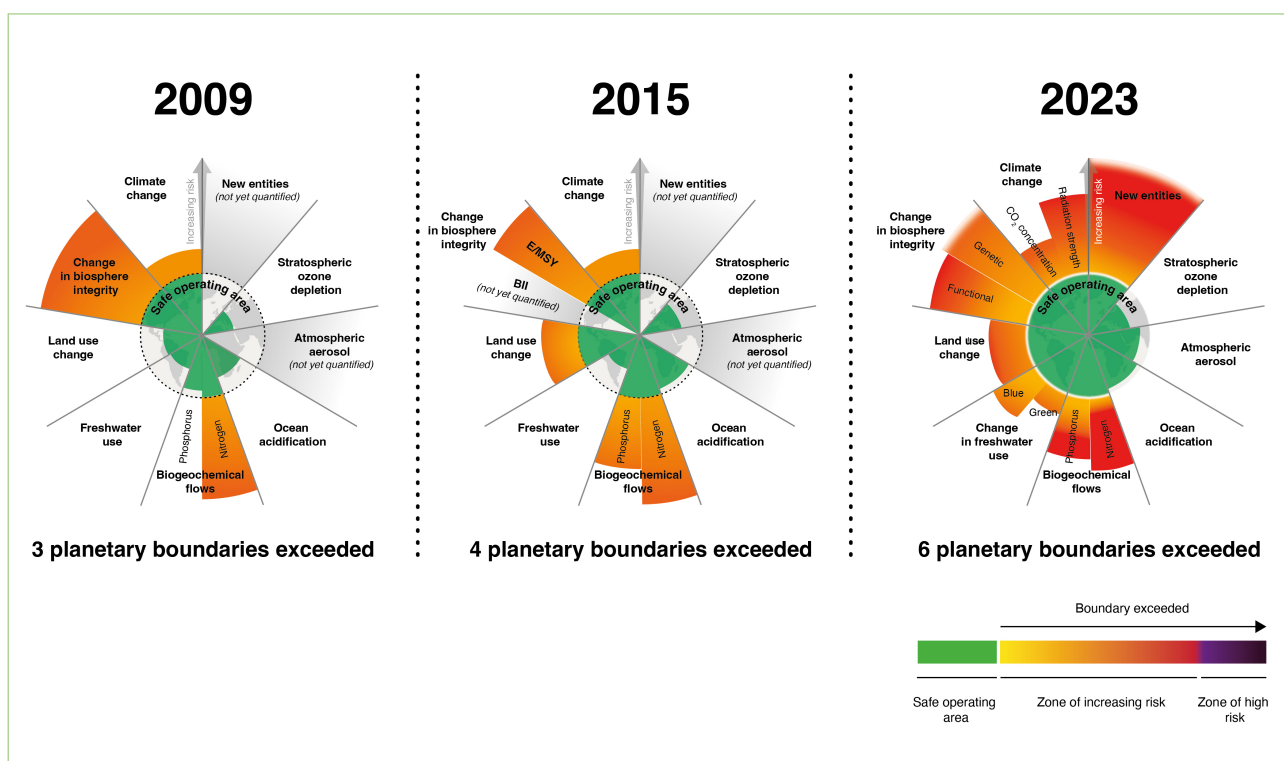 2009
Climate
change
Increasing risk
New entities
(not yet quantified)
Change
in biosphere
integrity
Safe operating area
Stratospheric
ozone
depletion
Land use
change
Atmospheric
aerosol
(not yet quantified)
Freshwater
use
Phosphorus
Nitrogen
Ocean
acidification
Biogeochemical
flows
3 planetary boundaries exceeded
2015
Climate
change
Increasing risk
New entities
(not yet quantified)
Change
in biosphere
integrity
E/MSY
BII
(not yet quantified)
Safe operating area
Stratospheric
ozone
depletion
Land use
change
Atmospheric
aerosol
(not yet quantified)
Freshwater
use
Phosphorus
Nitrogen
Ocean
acidification
Biogeochemical
flows
4 planetary boundaries exceeded
2023
Climate
change
CO₂ concentration
Radiation strength
Increasing risk
New entities
Change
in biosphere
integrity
Genetic
Functional
Safe operating area
Stratospheric
ozone
depletion
Land use
change
Atmospheric
aerosol
Blue
Green
Change
in freshwater
use
Phosphorus
Nitrogen
Ocean
acidification
Biogeochemical
flows
6 planetary boundaries exceeded
Boundary exceeded
Safe operating
area
Zone of increasing risk
Zone of high
risk